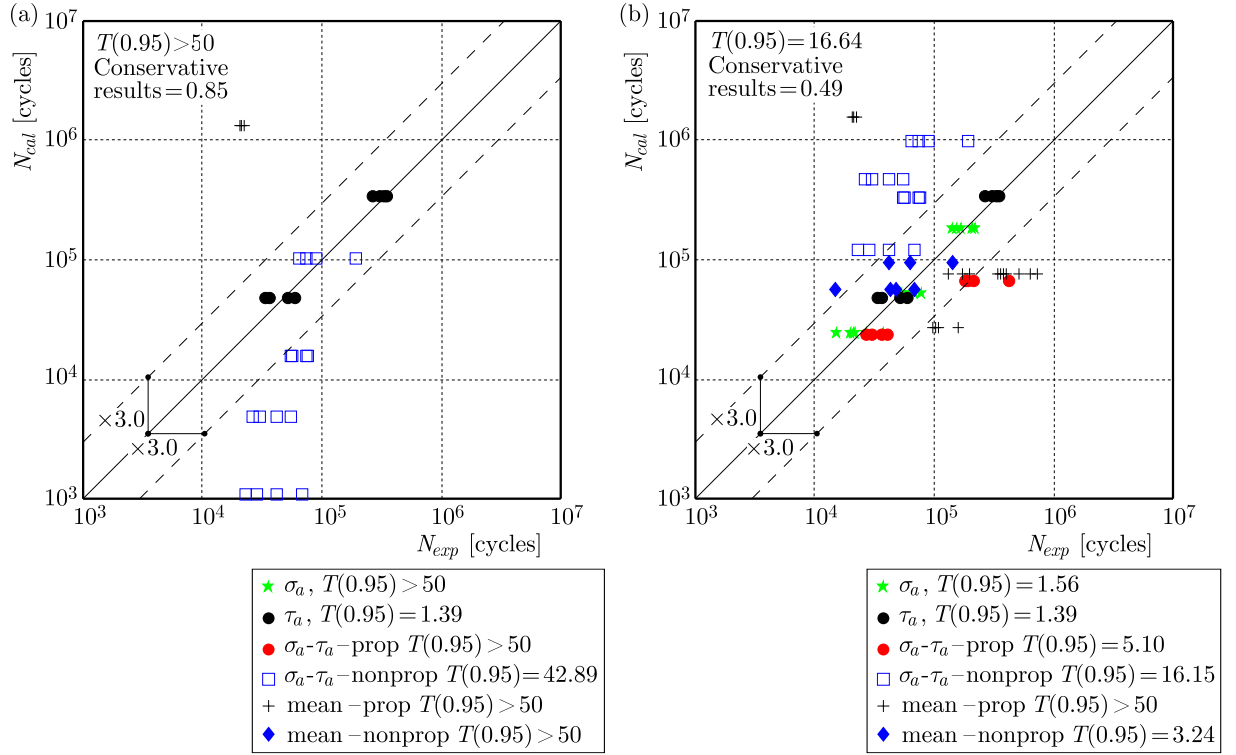 (a)
T(0.95)>50
Conservative
results=0.85
N_cal [cycles]
10^7
10^6
10^5
10^4
10^3
×3.0
×3.0
10^3 10^4 10^5 10^6 10^7
N_exp [cycles]
σ_a, T(0.95)>50
τ_a, T(0.95)=1.39
σ_a-τ_a–prop T(0.95)>50
σ_a-τ_a–nonprop T(0.95)=42.89
mean–prop T(0.95)>50
mean–nonprop T(0.95)>50
(b)
T(0.95)=16.64
Conservative
results=0.49
N_cal [cycles]
10^7
10^6
10^5
10^4
10^3
×3.0
×3.0
10^3 10^4 10^5 10^6 10^7
N_exp [cycles]
σ_a, T(0.95)=1.56
τ_a, T(0.95)=1.39
σ_a-τ_a–prop T(0.95)=5.10
σ_a-τ_a–nonprop T(0.95)=16.15
mean–prop T(0.95)>50
mean–nonprop T(0.95)=3.24